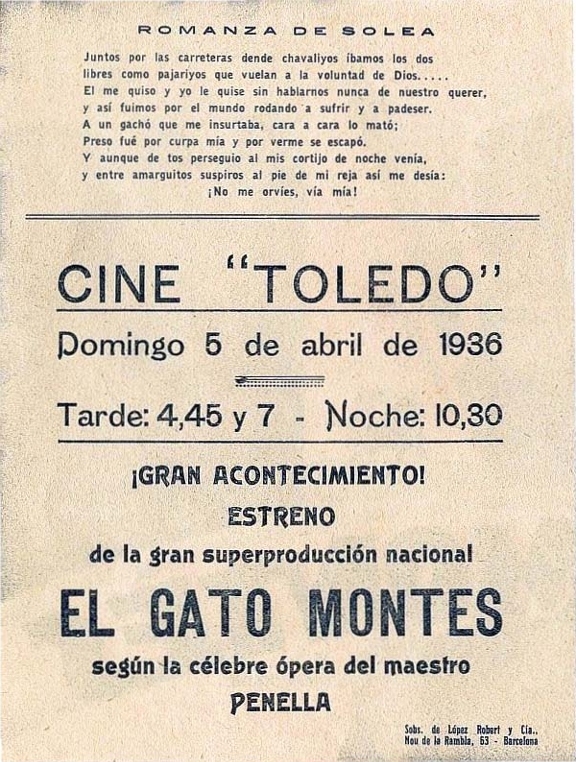 ROMANZA DE SOLEA
Juntos por las carreteras dende chavaliyos íbamos los dos
libres como pajariyos que vuelan a la voluntad de Dios.....
El me quiso y yo le quise sin hablarnos nunca de nuestro querer,
y así fuimos por el mundo rodando a sufrir y a padeser.
A un gachó que me insurtaba, cara a cara lo mató;
Preso fué por curpa mía y por verme se escapó.
Y aunque de tos perseguio al mis cortijo de noche venía,
y entre amarguitos suspiros al pie de mi reja así me desía:
¡No me orvíes, vía mía!
CINE "TOLEDO"
Domingo 5 de abril de 1936
Tarde: 4,45 y 7 - Noche: 10,30
¡GRAN ACONTECIMIENTO!
ESTRENO
de la gran superproducción nacional
EL GATO MONTES
según la célebre ópera del maestro
PENELLA
Sobs. de López Robert y Cía.,
Nou de la Rambla, 63 - Barcelona